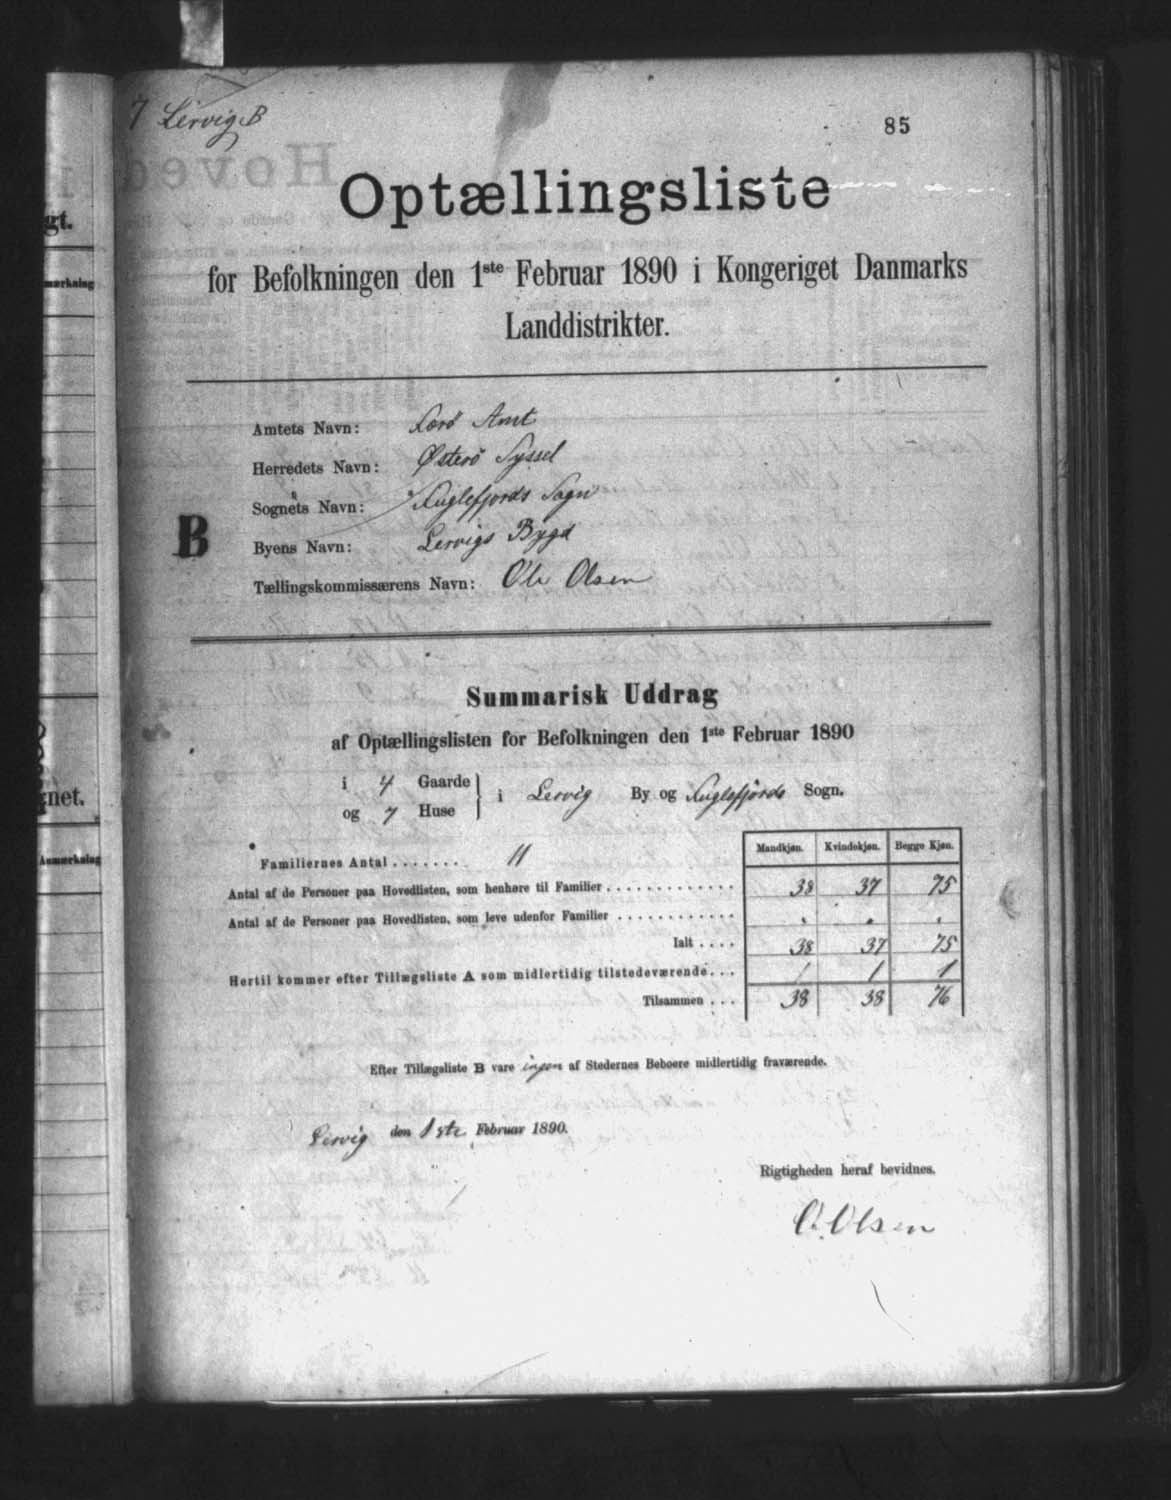 7 Lervig B
85
Optællingsliste
for Befolkningen den 1ste Februar 1890 i Kongeriget Danmarks
Landdistrikter.
Amtets Navn: Færø Amt
Herredets Navn: Østerø Syssel
Sognets Navn: Fuglefjords Sogn
B
Byens Navn: Lervigs Bygd
Tællingskommissærens Navn: Ole Olsen
Summarisk Uddrag
af Optællingslisten for Befolkningen den 1ste Februar 1890
i 4 Gaarde
og 7 Huse
i Lervig By og Fuglefjords Sogn.
Mandkjøn. Kvindekjøn. Begge Kjøn.
Familiernes Antal . . . . . . . 11
Antal af de Personer paa Hovedlisten, som henhøre til Familier . . . . . . . . . . . . . 38 37 75
Antal af de Personer paa Hovedlisten, som leve udenfor Familier . . . . . . . . . . . . . . .
Ialt . . . . 38 37 75
Hertil kommer efter Tillægsliste A som midlertidig tilstedeværende. . . / 1 1
Tilsammen . . . 38 38 76
Efter Tillægsliste B vare ingen af Stedernes Beboere midlertidig fraværende.
Lervig den 1ste Februar 1890.
Rigtigheden heraf bevidnes.
O. Olsen
gt.
mærkning
net.
Anmærkning